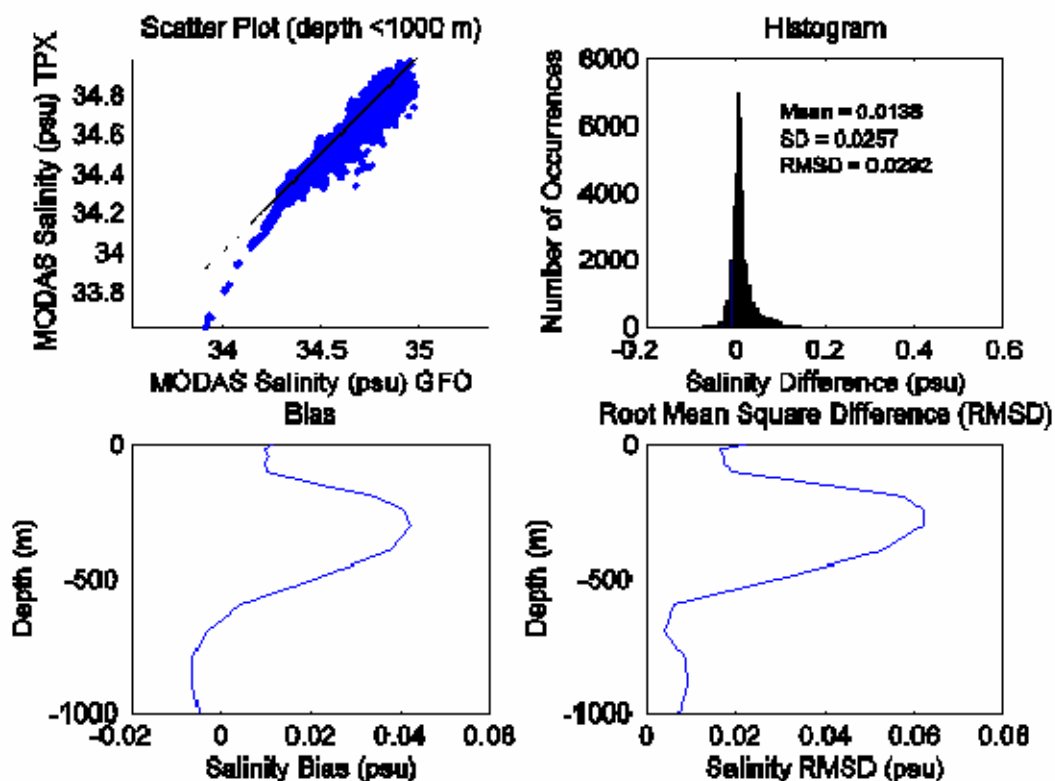 Scatter Plot (depth <1000 m)
MODAS Salinity (psu) TPX
34.8
34.6
34.4
34.2
34
33.8
34
34.5
35
MODAS Salinity (psu) GFO
Histogram
Number of Occurrences
8000
6000
4000
2000
0
Mean = 0.0138
SD = 0.0257
RMSD = 0.0292
-0.2
0
0.2
0.4
0.6
Salinity Difference (psu)
Bias
Depth (m)
0
-500
-1000
-0.02
0
0.02
0.04
0.06
Salinity Bias (psu)
Root Mean Square Difference (RMSD)
Depth (m)
0
-500
-1000
0
0.02
0.04
0.06
0.08
Salinity RMSD (psu)